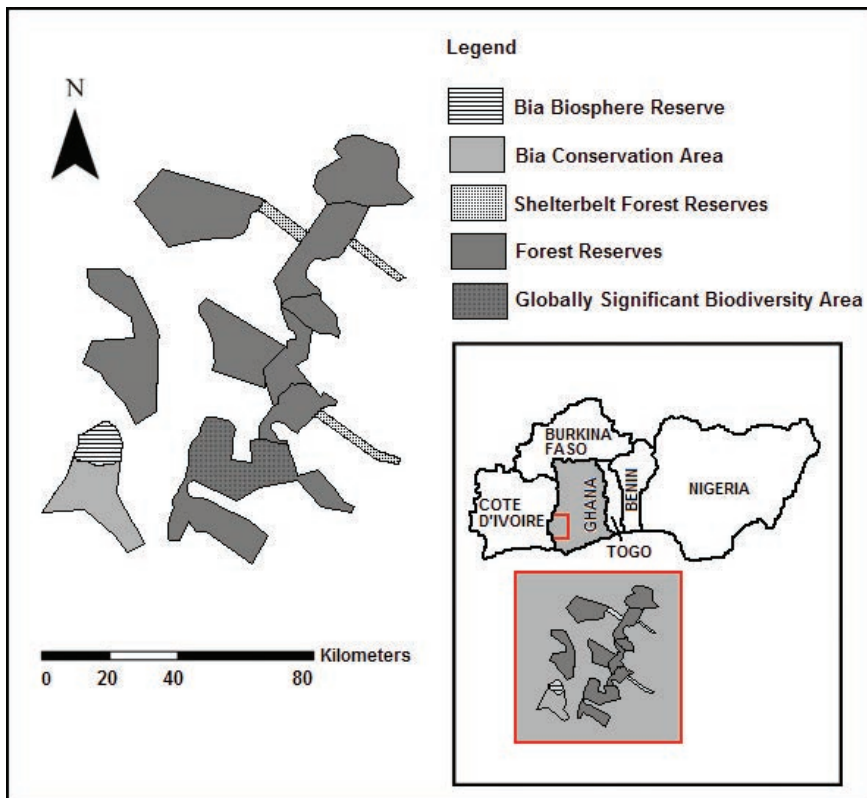 Legend
N
Bia Biosphere Reserve
Bia Conservation Area
Shelterbelt Forest Reserves
Forest Reserves
Globally Significant Biodiversity Area
BURKINA
FASO
COTE
D'IVOIRE
GHANA
BENIN
NIGERIA
TOGO
Kilometers
0 20 40 80